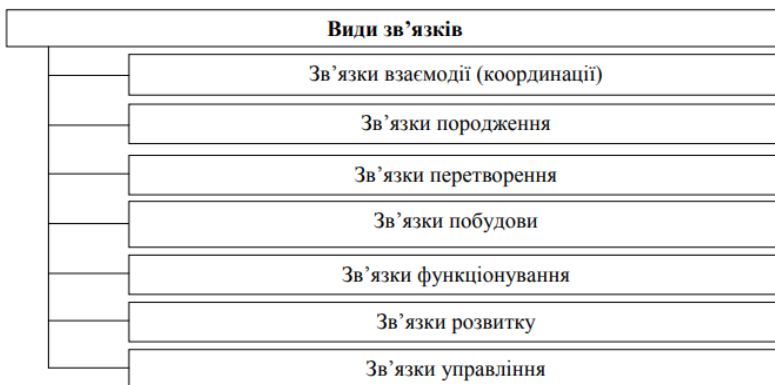 Види зв’язків
Зв’язки взаємодії (координації)
Зв’язки породження
Зв’язки перетворення
Зв’язки побудови
Зв’язки функціонування
Зв’язки розвитку
Зв’язки управління